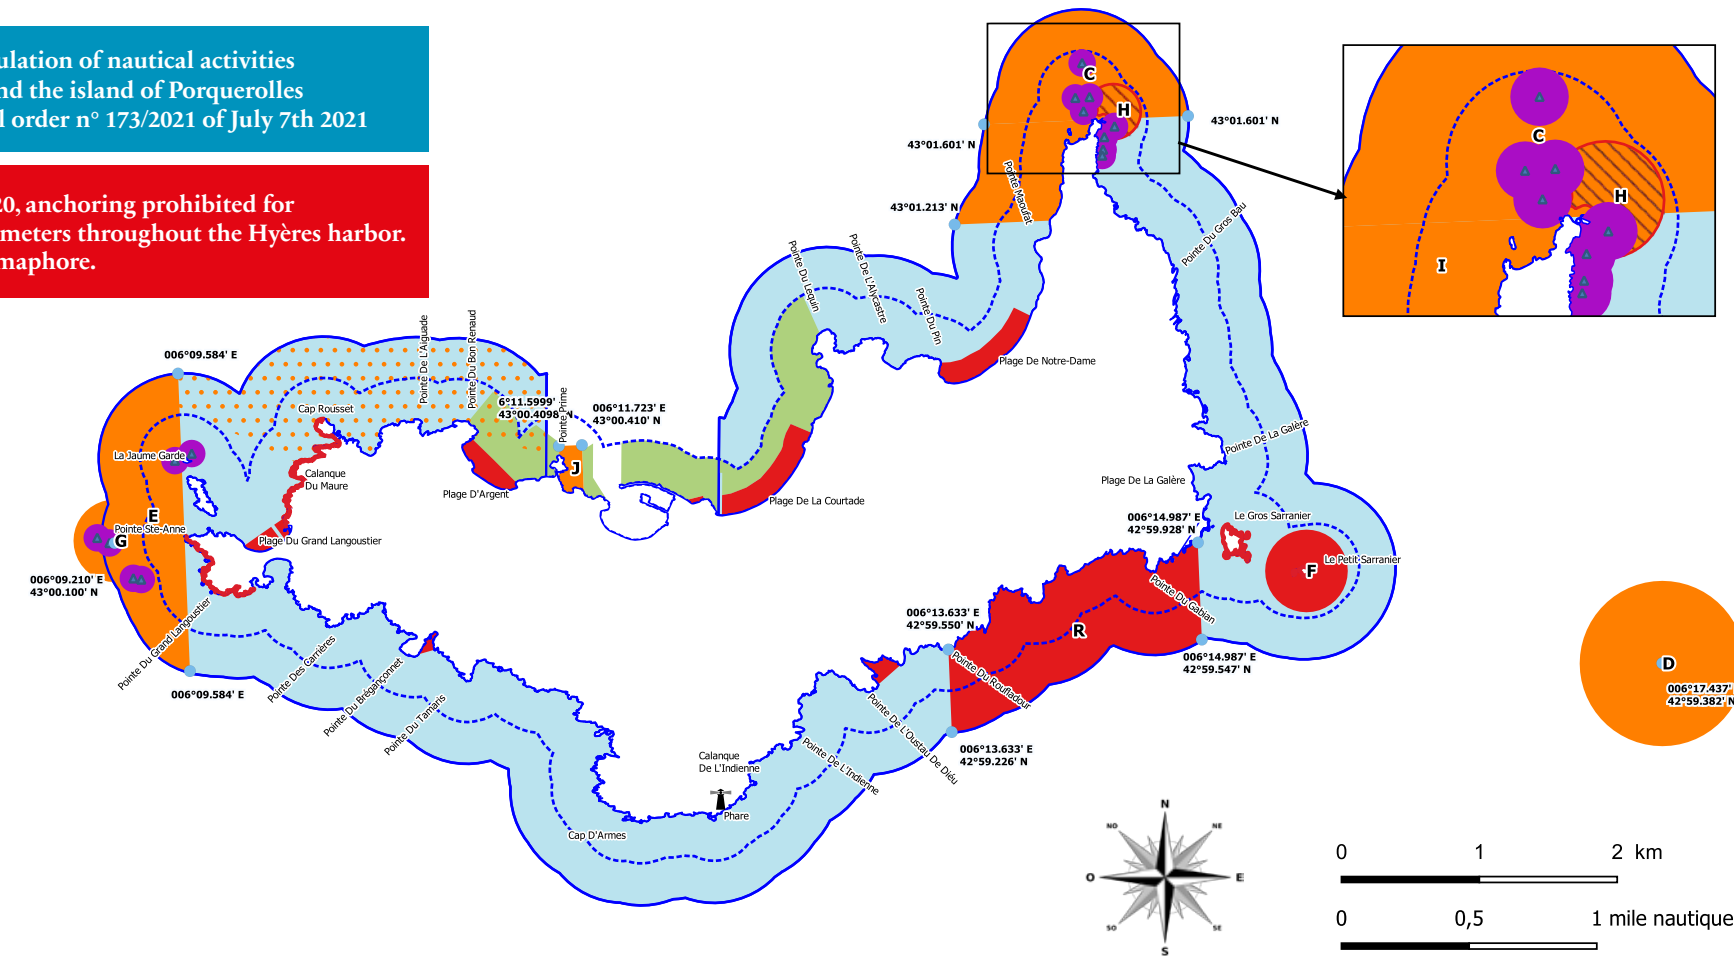 ulation of nautical activities
nd the island of Porquerolles
l order n° 173/2021 of July 7th 2021
20, anchoring prohibited for
meters throughout the Hyères harbor.
maphore.
C
H
43°01.601' N
43°01.601' N
43°01.213' N
Pointe Maoufat
Pointe Du Gros Bau
C
H
I
Pointe Du Lequin
Pointe De L'Alycastre
Pointe Du Pin
Plage De Notre-Dame
006°09.584' E
Pointe De L'Aiguade
Pointe Du Bon Renaud
Cap Rousset
6°11.5999'
43°00.4098' N
Pointe Prime
006°11.723' E
43°00.410' N
La Jaume Garde
Calanque
Du Maure
J
Plage D'Argent
Plage De La Courtade
Pointe De La Galère
Plage De La Galère
E
Pointe Ste-Anne
G
Plage Du Grand Langoustier
006°14.987' E
42°59.928' N
Le Gros Sarranier
Le Petit Sarranier
F
006°09.210' E
43°00.100' N
Pointe Du Grand Langoustier
Pointe Des Carrières
Pointe Du Brégançonnet
Pointe Du Tamaris
006°09.584' E
006°13.633' E
42°59.550' N
R
Pointe Du Gabian
Pointe Du Roufladour
006°14.987' E
42°59.547' N
D
006°17.437'
42°59.382' N
Pointe De L'Oustau De Diéu
Pointe De L'Indienne
006°13.633' E
42°59.226' N
Calanque
De L'Indienne
Phare
Cap D'Armes
N
NO
NE
O
E
SO
SE
S
0 1 2 km
0 0,5 1 mile nautique